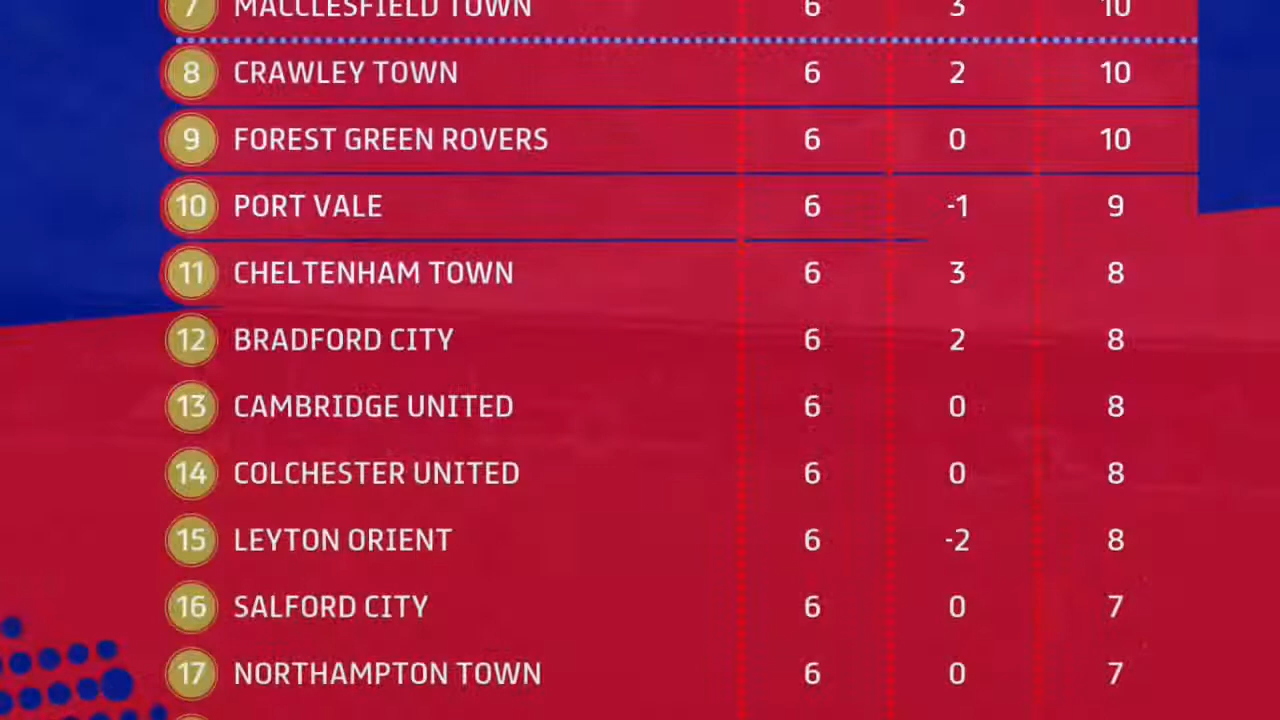 7 MACCLESFIELD TOWN 6 3 10
8 CRAWLEY TOWN 6 2 10
9 FOREST GREEN ROVERS 6 0 10
10 PORT VALE 6 -1 9
11 CHELTENHAM TOWN 6 3 8
12 BRADFORD CITY 6 2 8
13 CAMBRIDGE UNITED 6 0 8
14 COLCHESTER UNITED 6 0 8
15 LEYTON ORIENT 6 -2 8
16 SALFORD CITY 6 0 7
17 NORTHAMPTON TOWN 6 0 7